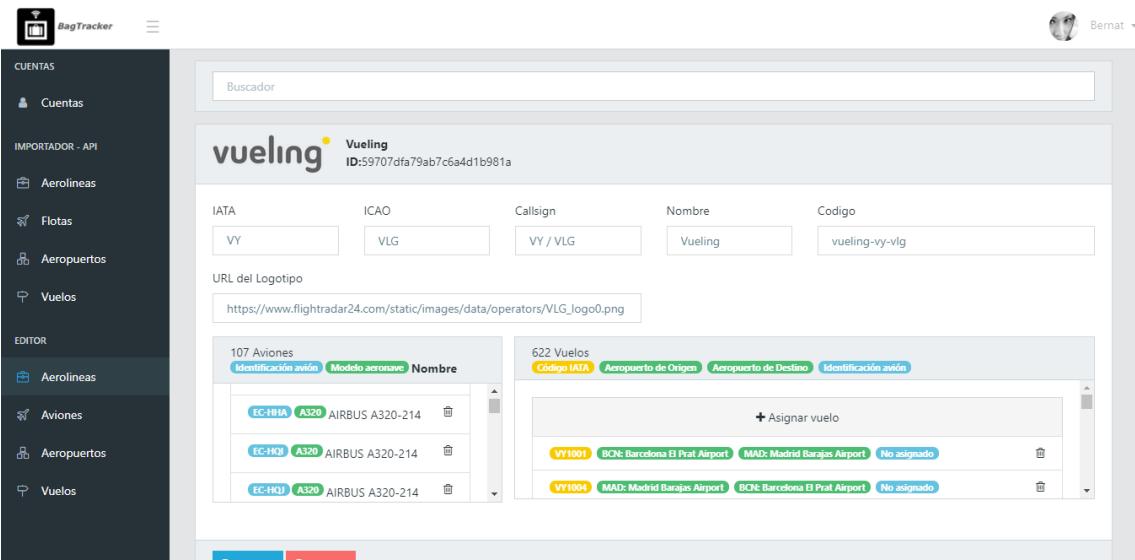 BagTracker
Bernat
CUENTAS
Cuentas
IMPORTADOR - API
Aerolineas
Flotas
Aeropuertos
Vuelos
EDITOR
Aerolineas
Aviones
Aeropuertos
Vuelos
Buscador
vueling
Vueling
ID:59707dfa79ab7c6a4d1b981a
IATA ICAO Callsign Nombre Codigo
VY VLG VY / VLG Vueling vueling-vy-vlg
URL del Logotipo
https://www.flightradar24.com/static/images/data/operators/VLG_logo0.png
107 Aviones
Identificación avión Modelo aeronave Nombre
EC-HHA A320 AIRBUS A320-214
EC-HQI A320 AIRBUS A320-214
EC-HQJ A320 AIRBUS A320-214
622 Vuelos
Código IATA Aeropuerto de Origen Aeropuerto de Destino Identificación avión
+ Asignar vuelo
VY1001 BCN: Barcelona El Prat Airport MAD: Madrid Barajas Airport No asignado
VY1004 MAD: Madrid Barajas Airport BCN: Barcelona El Prat Airport No asignado